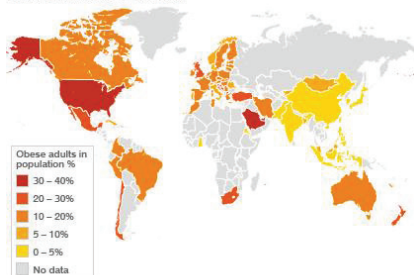 Obese adults in
population %
30 – 40%
20 – 30%
10 – 20%
5 – 10%
0 – 5%
No data